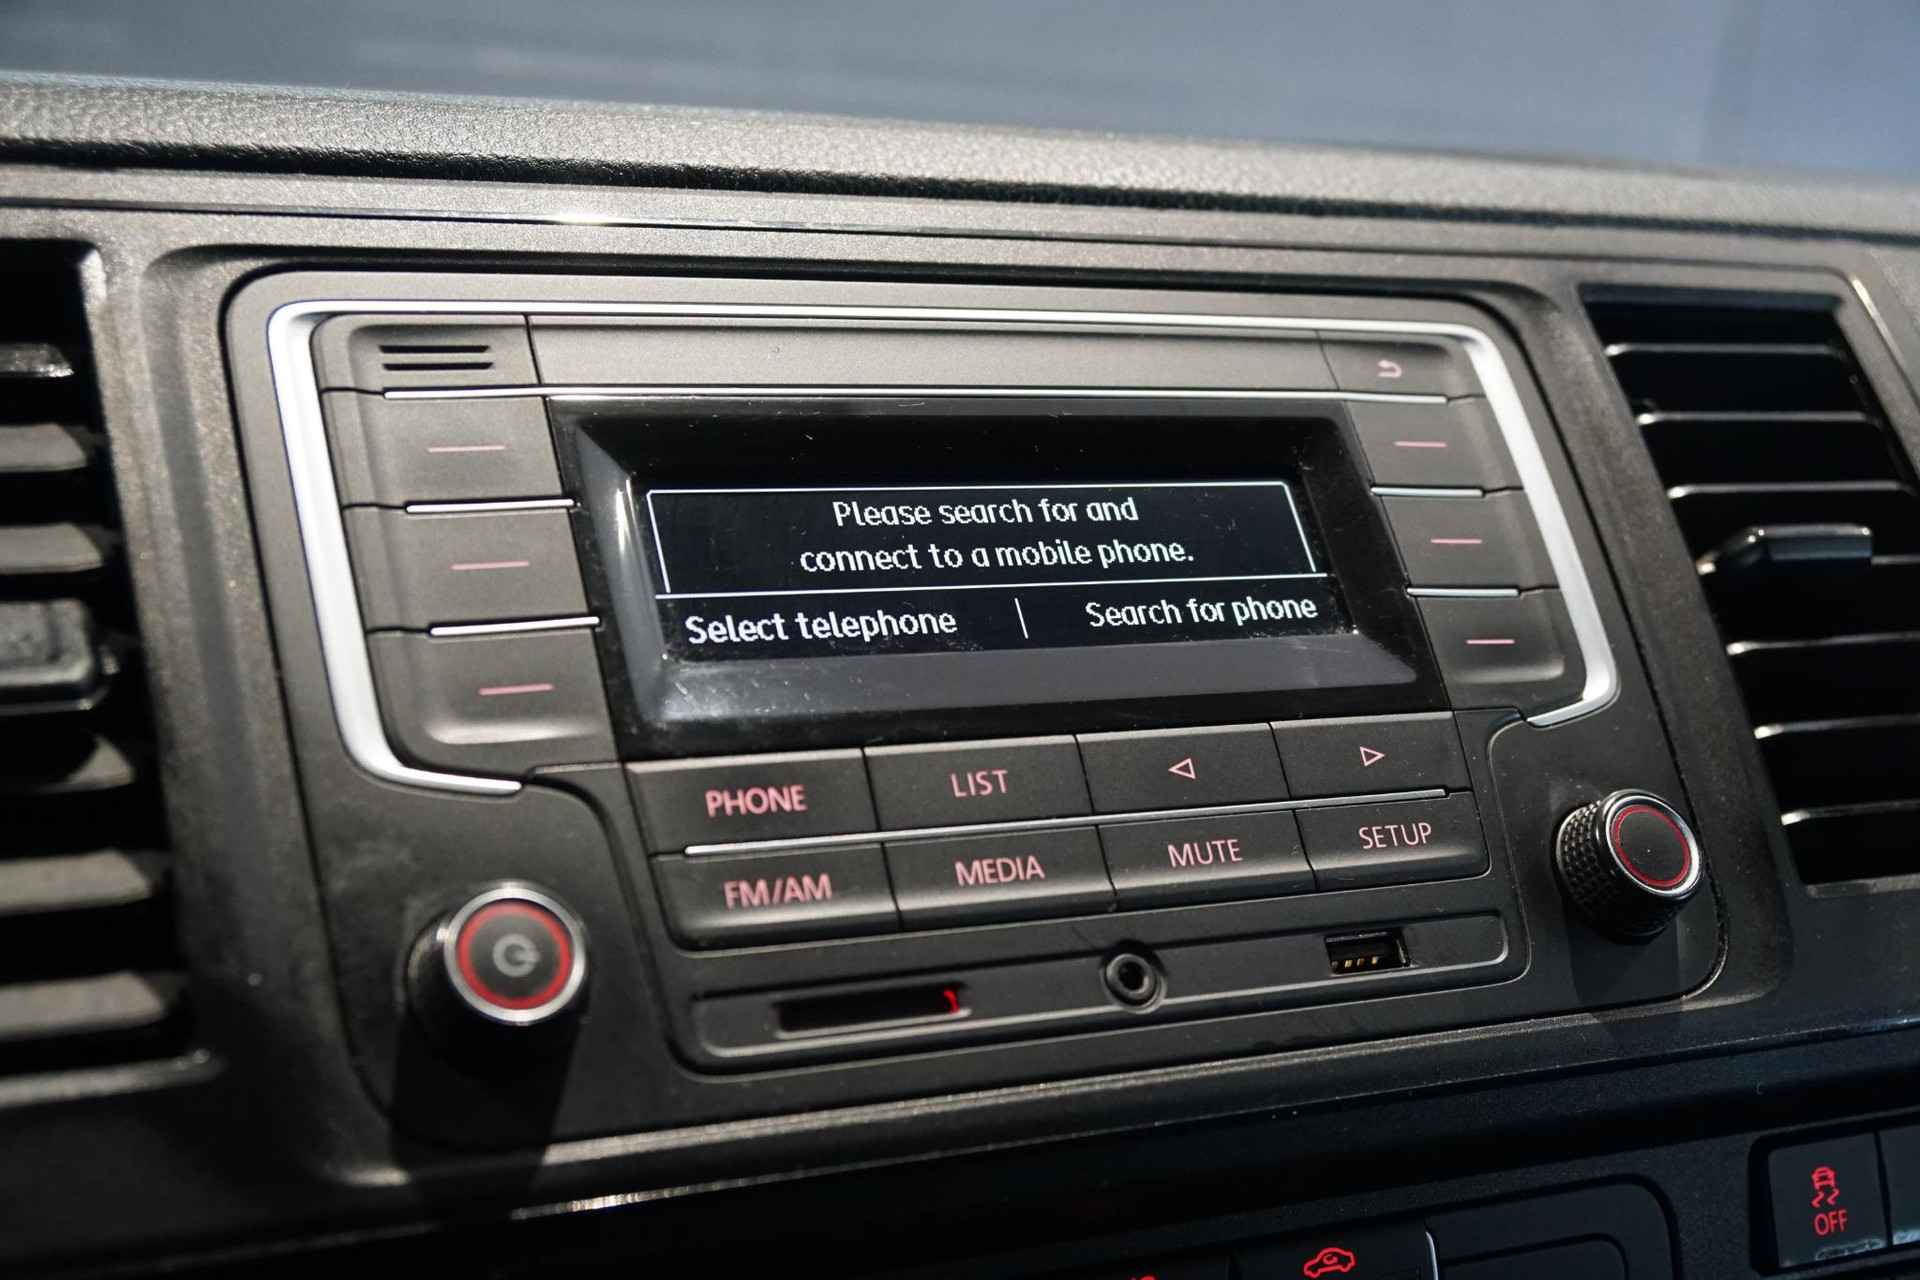 Please search for and
connect to a mobile phone.
Select telephone | Search for phone
PHONE LIST
FM/AM MEDIA MUTE SETUP
OFF